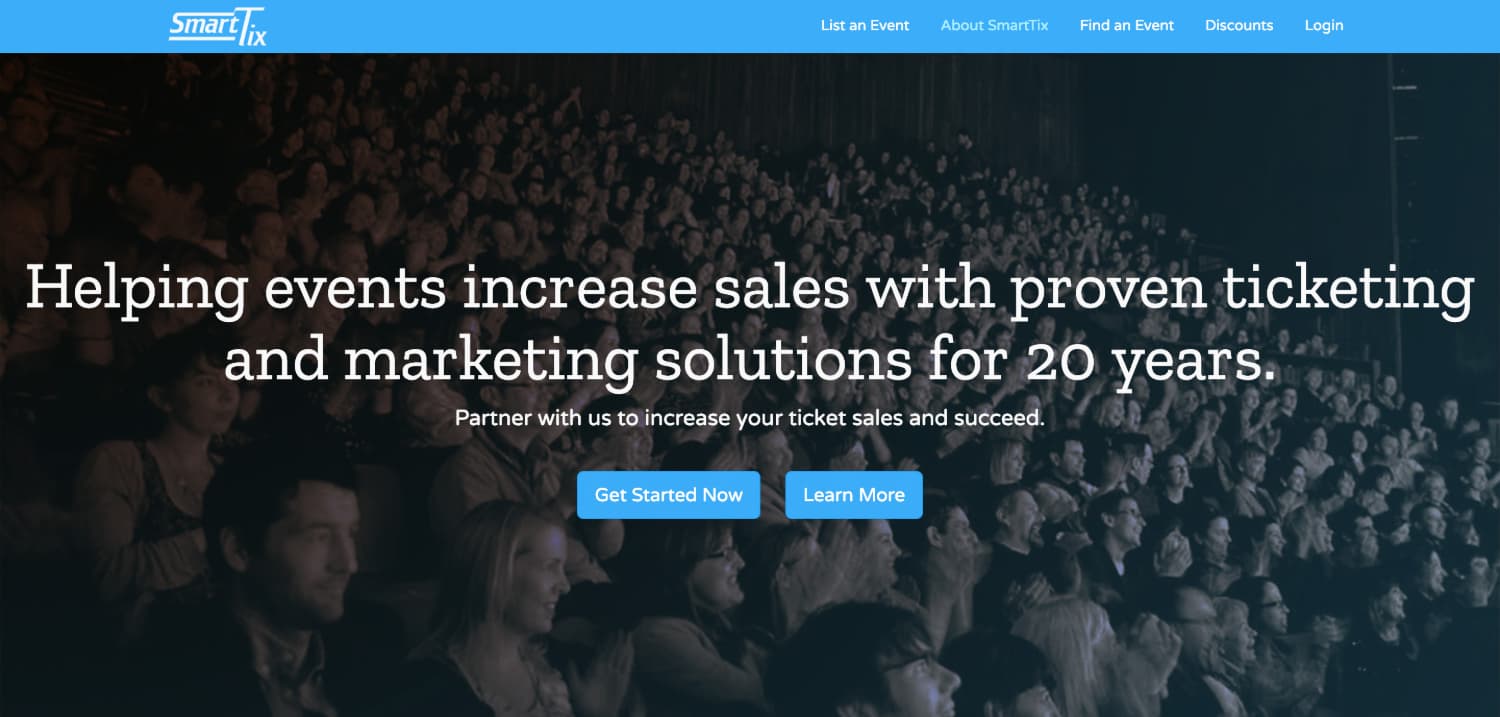 SmartTix
List an Event
About SmartTix
Find an Event
Discounts
Login
Helping events increase sales with proven ticketing
and marketing solutions for 20 years.
Partner with us to increase your ticket sales and succeed.
Get Started Now
Learn More